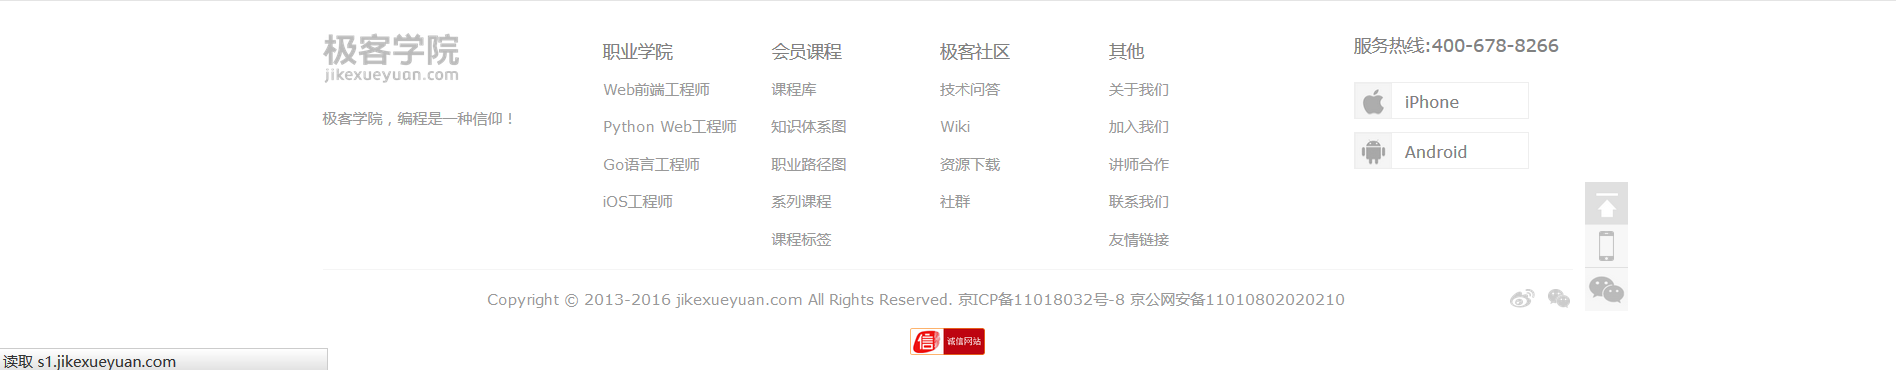 极客学院
jikexueyuan.com
极客学院，编程是一种信仰！
职业学院
Web前端工程师
Python Web工程师
Go语言工程师
iOS工程师
会员课程
课程库
知识体系图
职业路径图
系列课程
课程标签
极客社区
技术问答
Wiki
资源下载
社群
其他
关于我们
加入我们
讲师合作
联系我们
友情链接
服务热线:400-678-8266
iPhone
Android
Copyright © 2013-2016 jikexueyuan.com All Rights Reserved. 京ICP备11018032号-8 京公网安备11010802020210
信 诚信网站
读取 s1.jikexueyuan.com